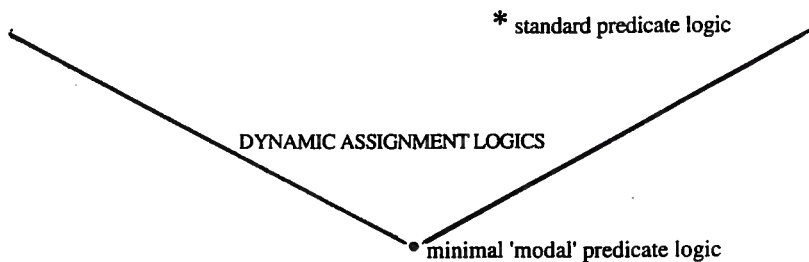 * standard predicate logic
DYNAMIC ASSIGNMENT LOGICS
minimal 'modal' predicate logic